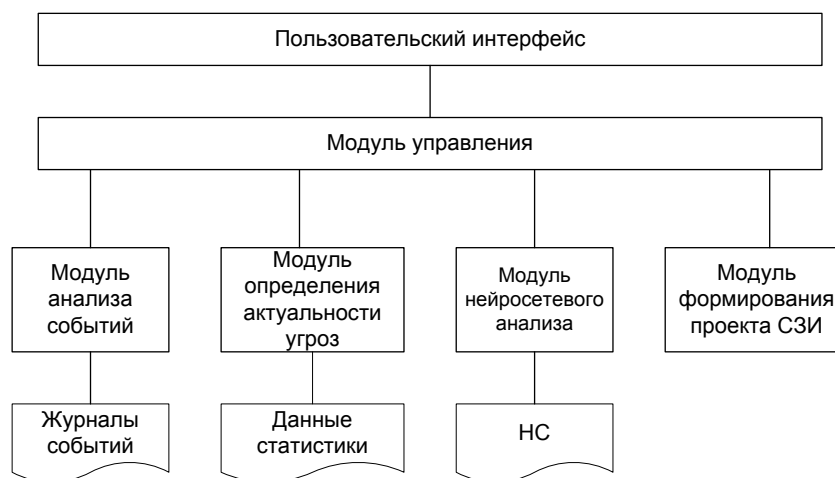 Пользовательский интерфейс
Модуль управления
Модуль
анализа
событий
Модуль
определения
актуальности
угроз
Модуль
нейросетевого
анализа
Модуль
формирования
проекта СЗИ
Журналы
событий
Данные
статистики
НС